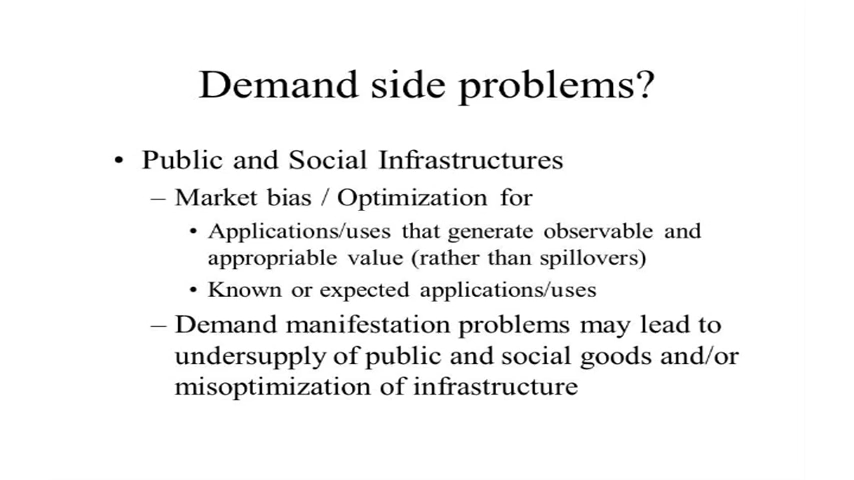 Demand side problems?
• Public and Social Infrastructures
– Market bias / Optimization for
• Applications/uses that generate observable and
appropriable value (rather than spillovers)
• Known or expected applications/uses
– Demand manifestation problems may lead to
undersupply of public and social goods and/or
misoptimization of infrastructure